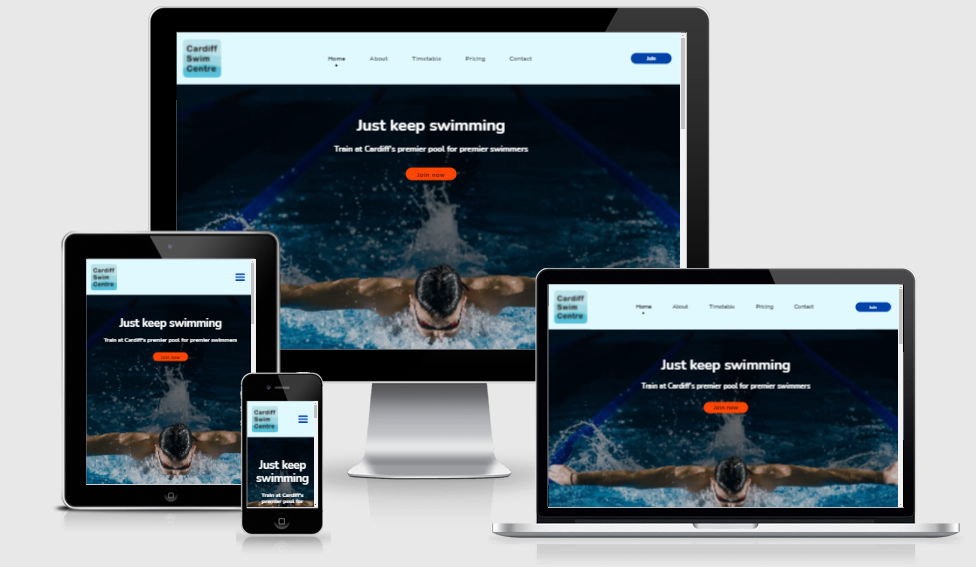 Cardiff
Swim
Centre
Home About Timetable Pricing Contact
Join
Just keep swimming
Train at Cardiff's premier pool for premier swimmers
Join now
Cardiff
Swim
Centre
Just keep swimming
Train at Cardiff's premier pool for premier swimmers
Join now
Cardiff
Swim
Centre
Just keep
swimming
Train at Cardiff's
premier pool for
Cardiff
Swim
Centre
Home About Timetable Pricing Contact
Join
Just keep swimming
Train at Cardiff's premier pool for premier swimmers
Join now